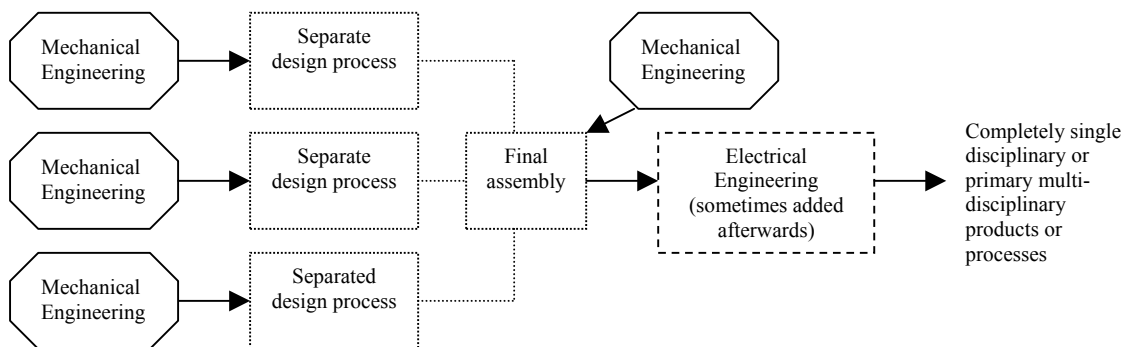 Mechanical
Engineering
Separate
design process
Mechanical
Engineering
Mechanical
Engineering
Separate
design process
Final
assembly
Electrical
Engineering
(sometimes added
afterwards)
Completely single
disciplinary or
primary multi-
disciplinary
products or
processes
Mechanical
Engineering
Separated
design process